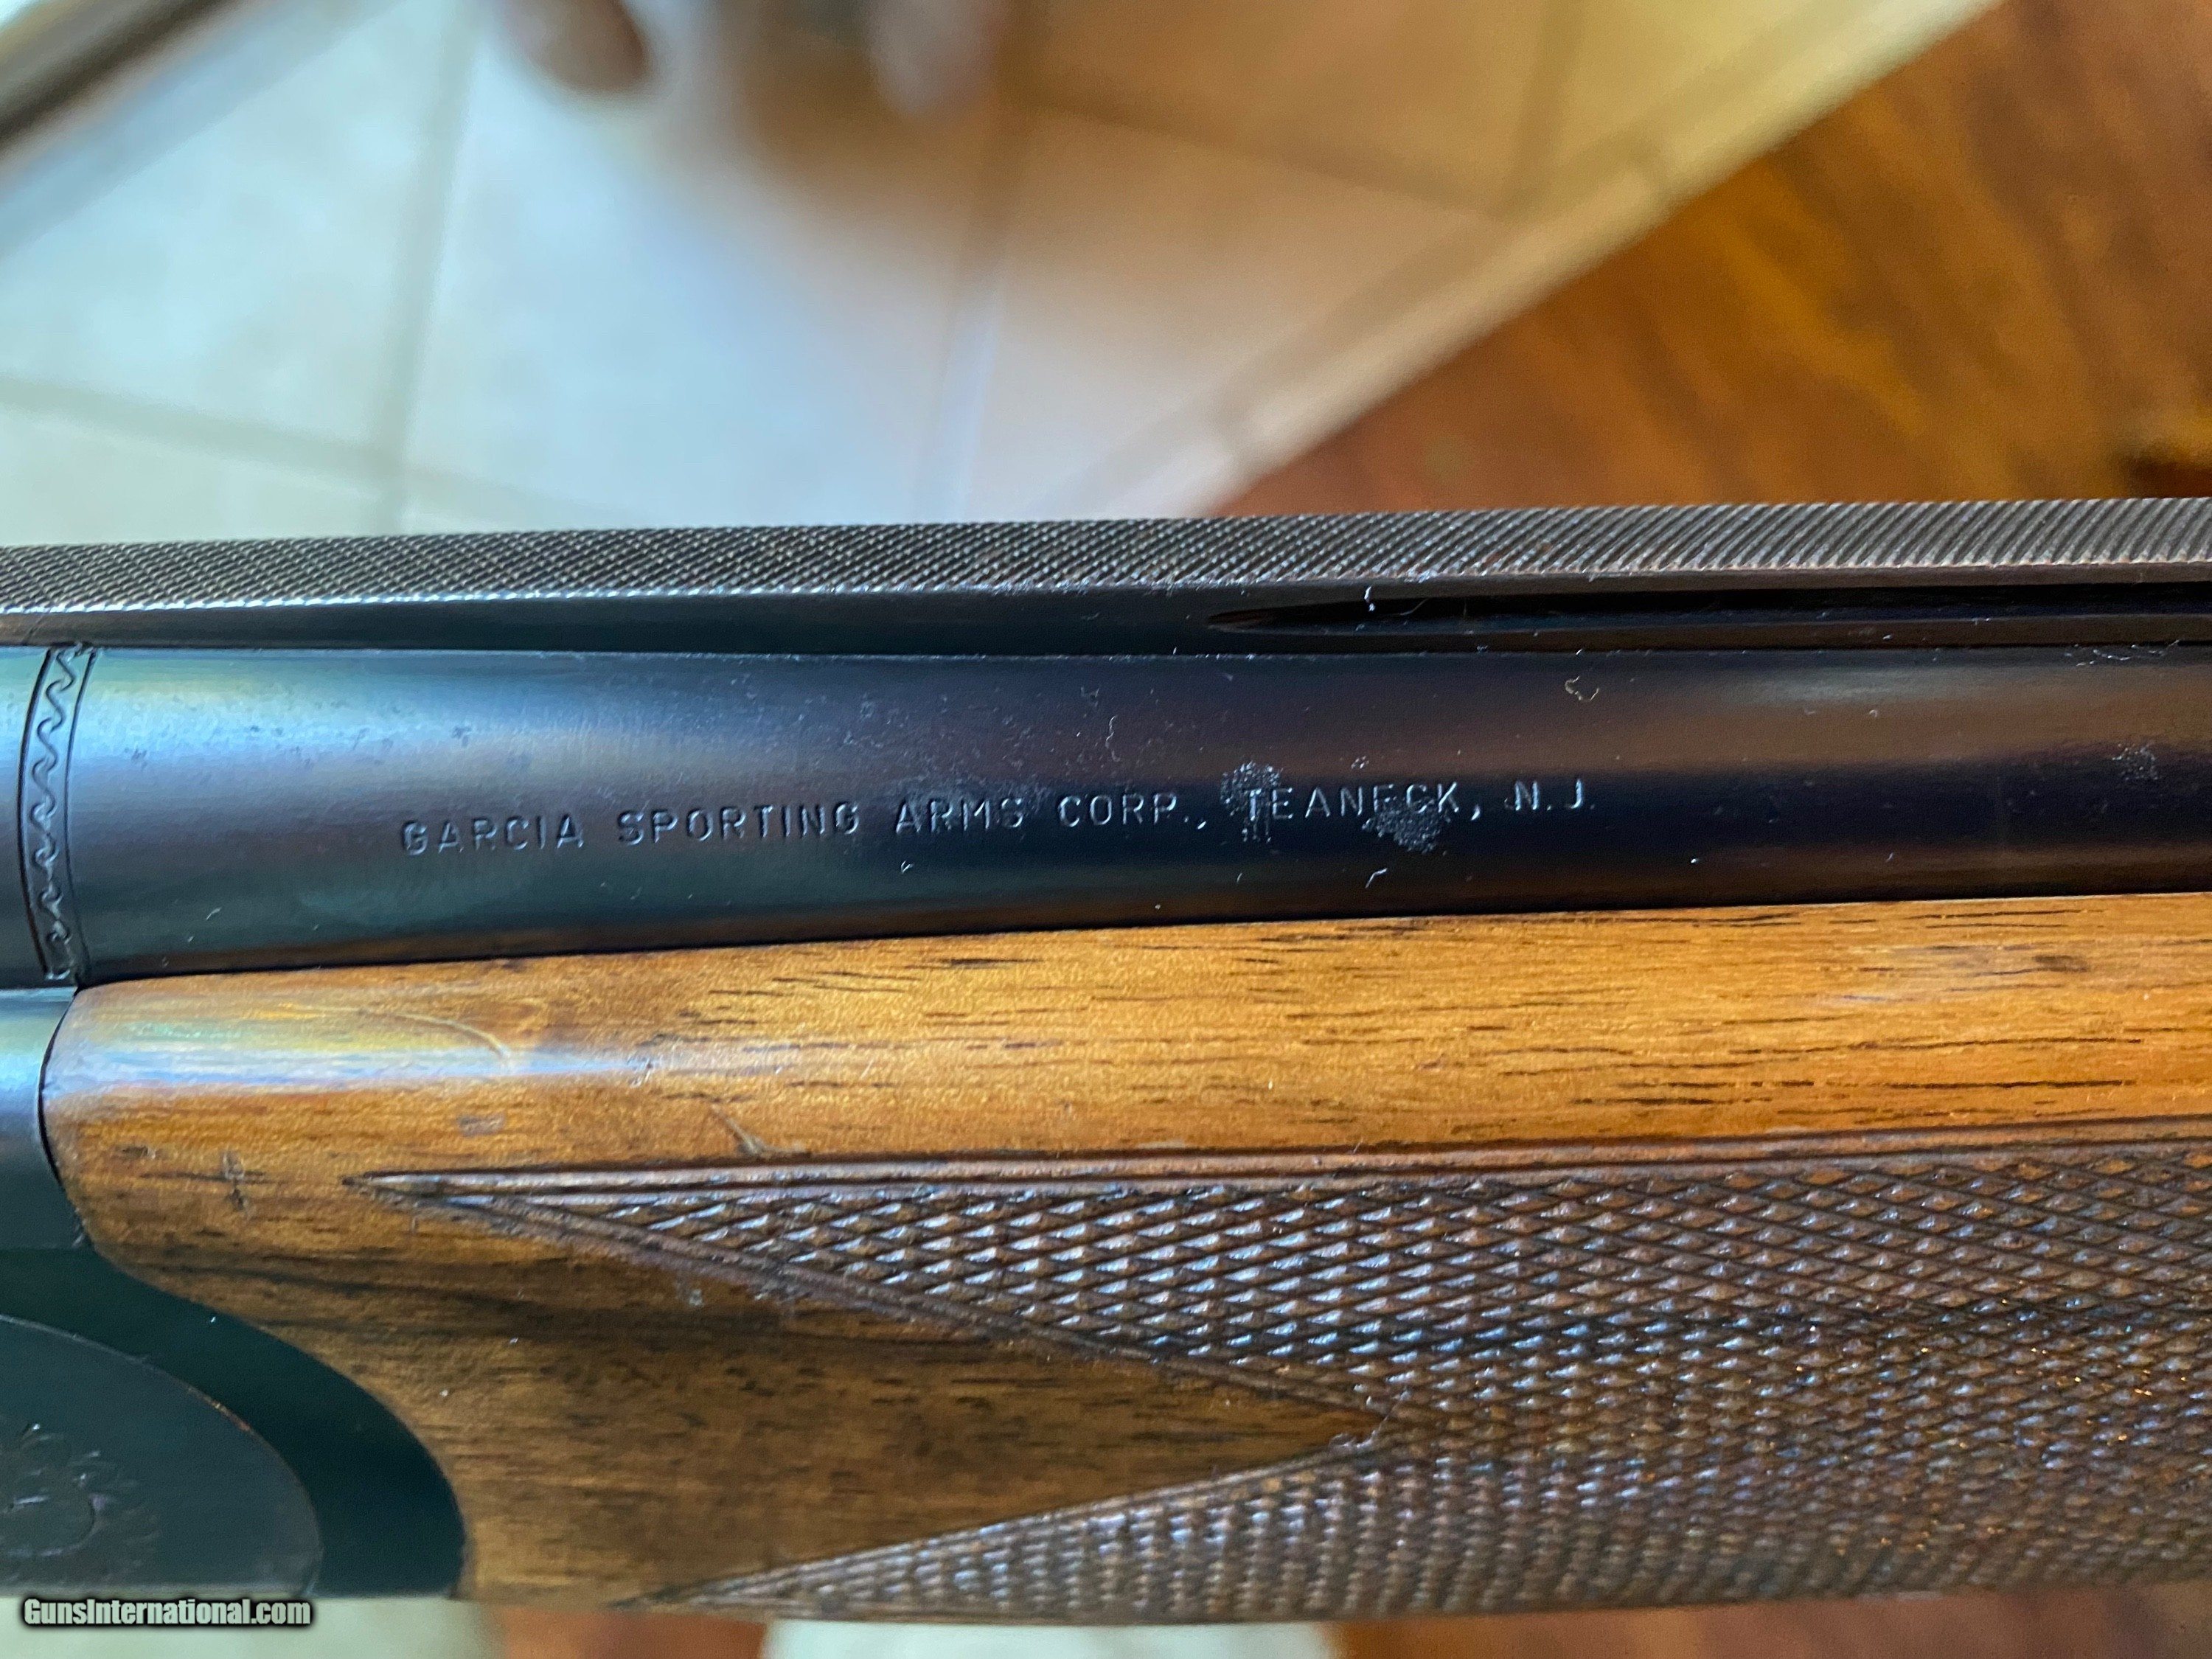 GARCIA SPORTING ARMS CORP., TEANECK, N.J.
GunsInternational.com